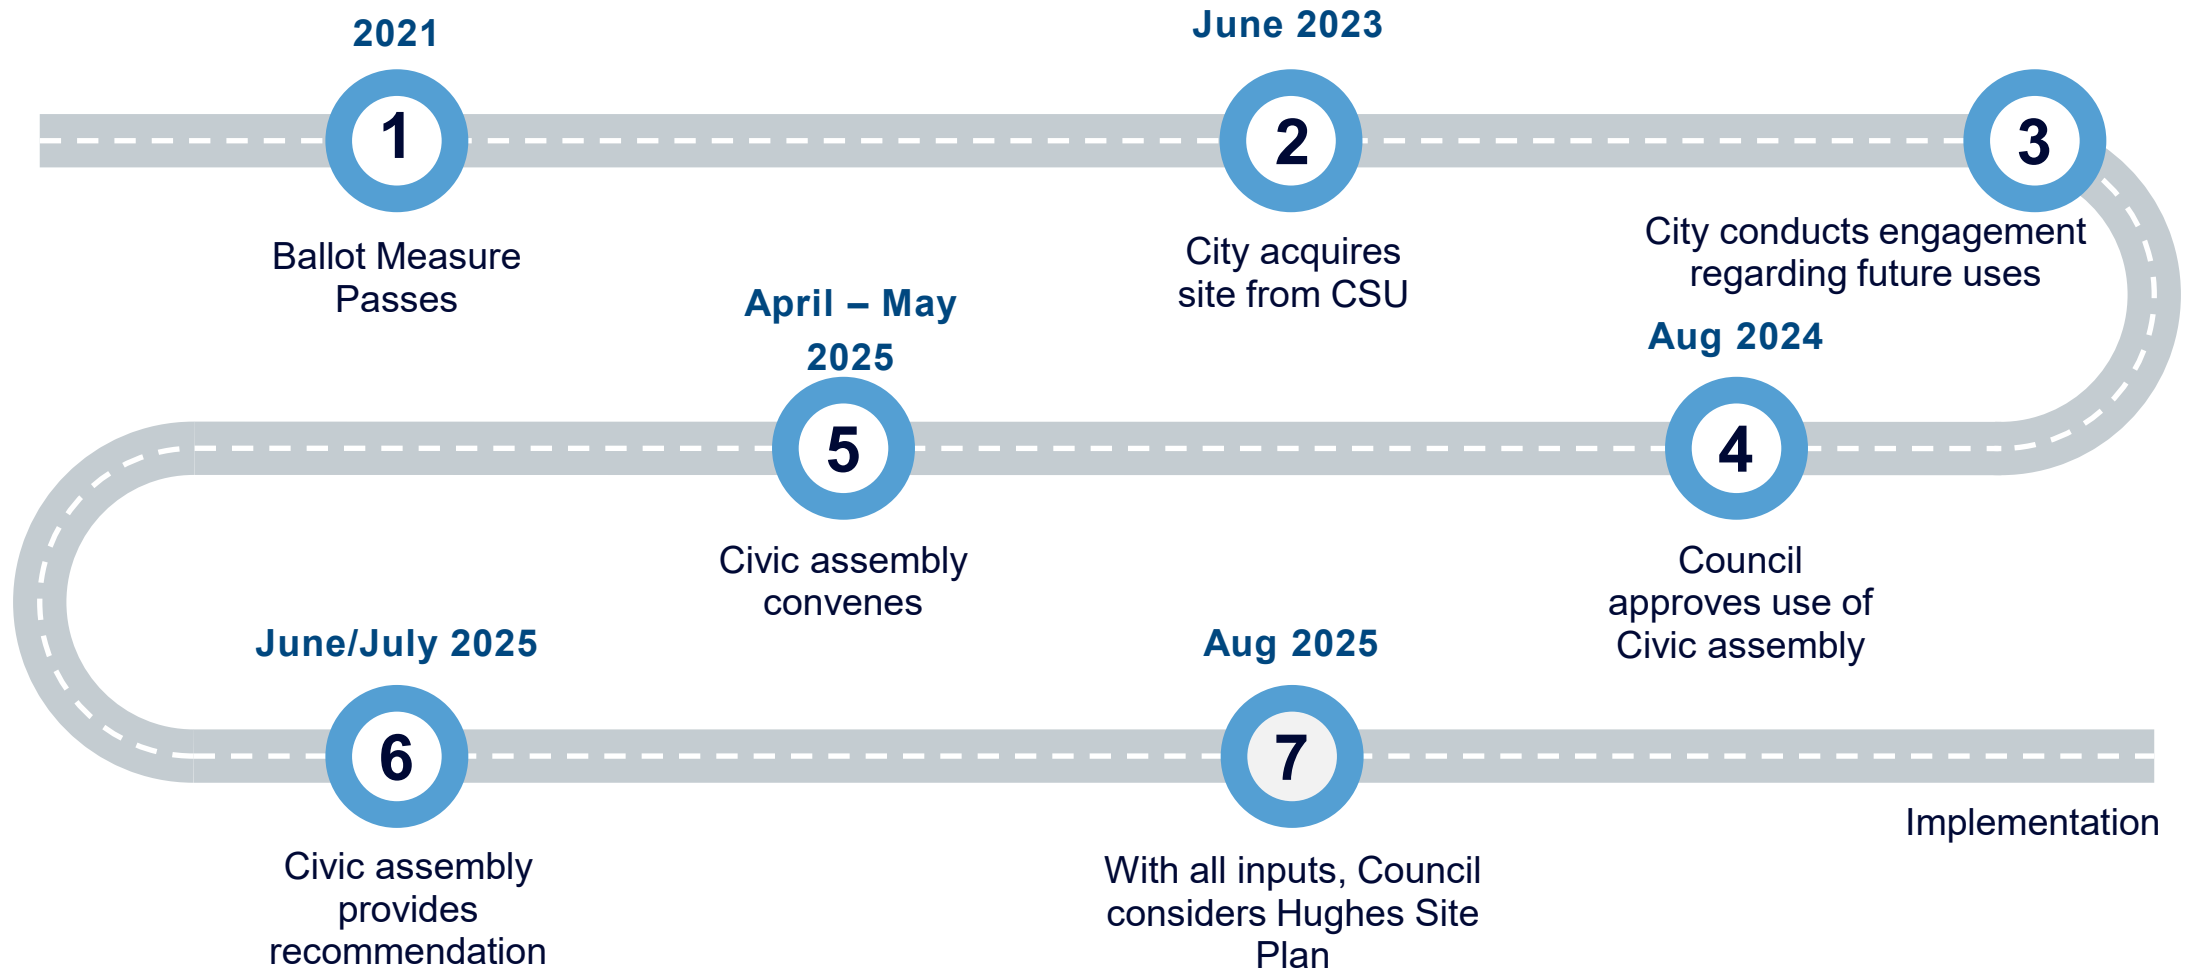 2021
1
Ballot Measure
Passes
June 2023
2
City acquires
site from CSU
3
City conducts engagement
regarding future uses
Aug 2024
4
Council
approves use of
Civic assembly
April – May
2025
5
Civic assembly
convenes
June/July 2025
6
Civic assembly
provides
recommendation
Aug 2025
7
With all inputs, Council
considers Hughes Site
Plan
Implementation